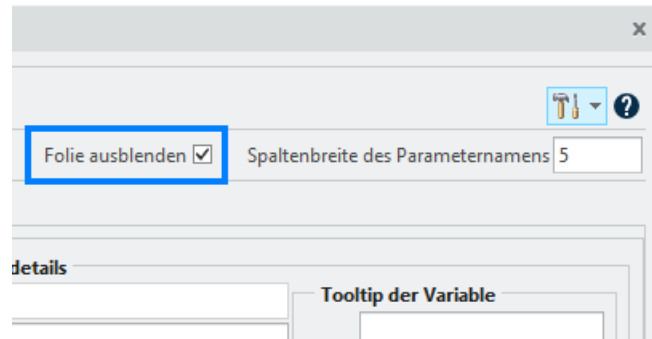 Folie ausblenden Spaltenbreite des Parameternamens 5
details
Tooltip der Variable